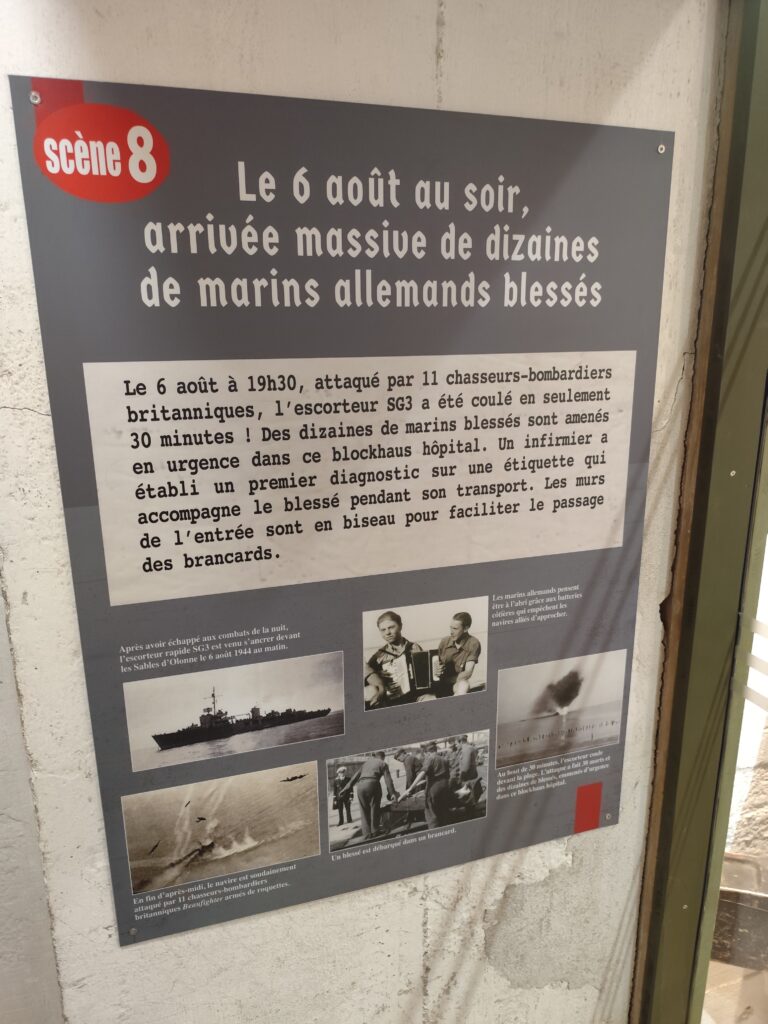 scène 8
Le 6 août au soir,
arrivée massive de dizaines
de marins allemands blessés
Le 6 août à 19h30, attaqué par 11 chasseurs-bombardiers
britanniques, l'escorteur SG3 a été coulé en seulement
30 minutes ! Des dizaines de marins blessés sont amenés
en urgence dans ce blockhaus hôpital. Un infirmier a
établi un premier diagnostic sur une étiquette qui
accompagne le blessé pendant son transport. Les murs
de l'entrée sont en biseau pour faciliter le passage
des brancards.
Après avoir échappé aux combats de la nuit,
l'escorteur rapide SG3 est venu s'ancrer devant
les Sables d'Olonne le 6 août 1944 au matin.
Les marins allemands pensent
être à l'abri grâce aux batteries
côtières qui empêchent les
navires alliés d'approcher.
En fin d'après-midi, le navire est soudainement
attaqué par 11 chasseurs-bombardiers
britanniques Beaufighter armés de roquettes.
Un blessé est débarqué dans un brancard.
Au bout de 30 minutes, l'escorteur coule
devant la plage. L'attaque a fait 38 morts et
des dizaines de blessés, emmenés d'urgence
dans ce blockhaus hôpital.